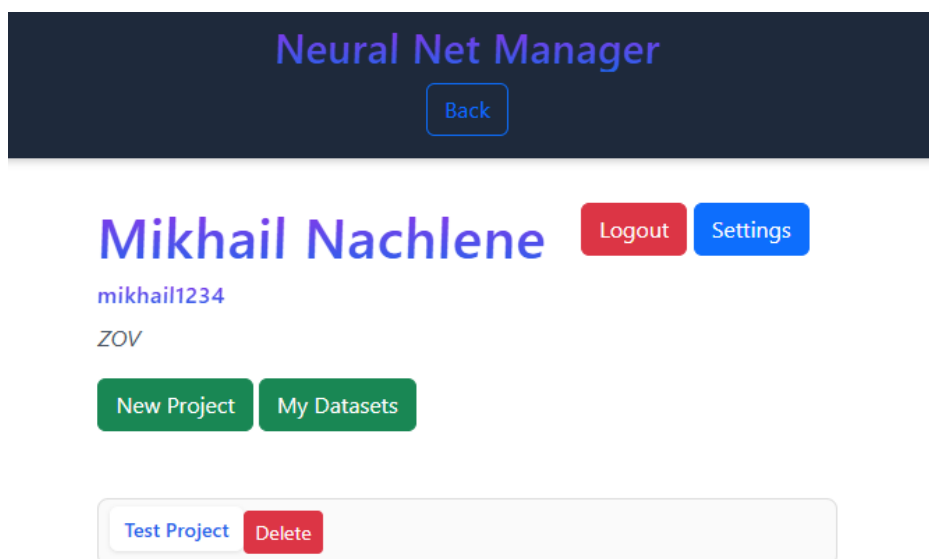 Neural Net Manager
Back
Mikhail Nachlene
Logout Settings
mikhail1234
ZOV
New Project My Datasets
Test Project Delete